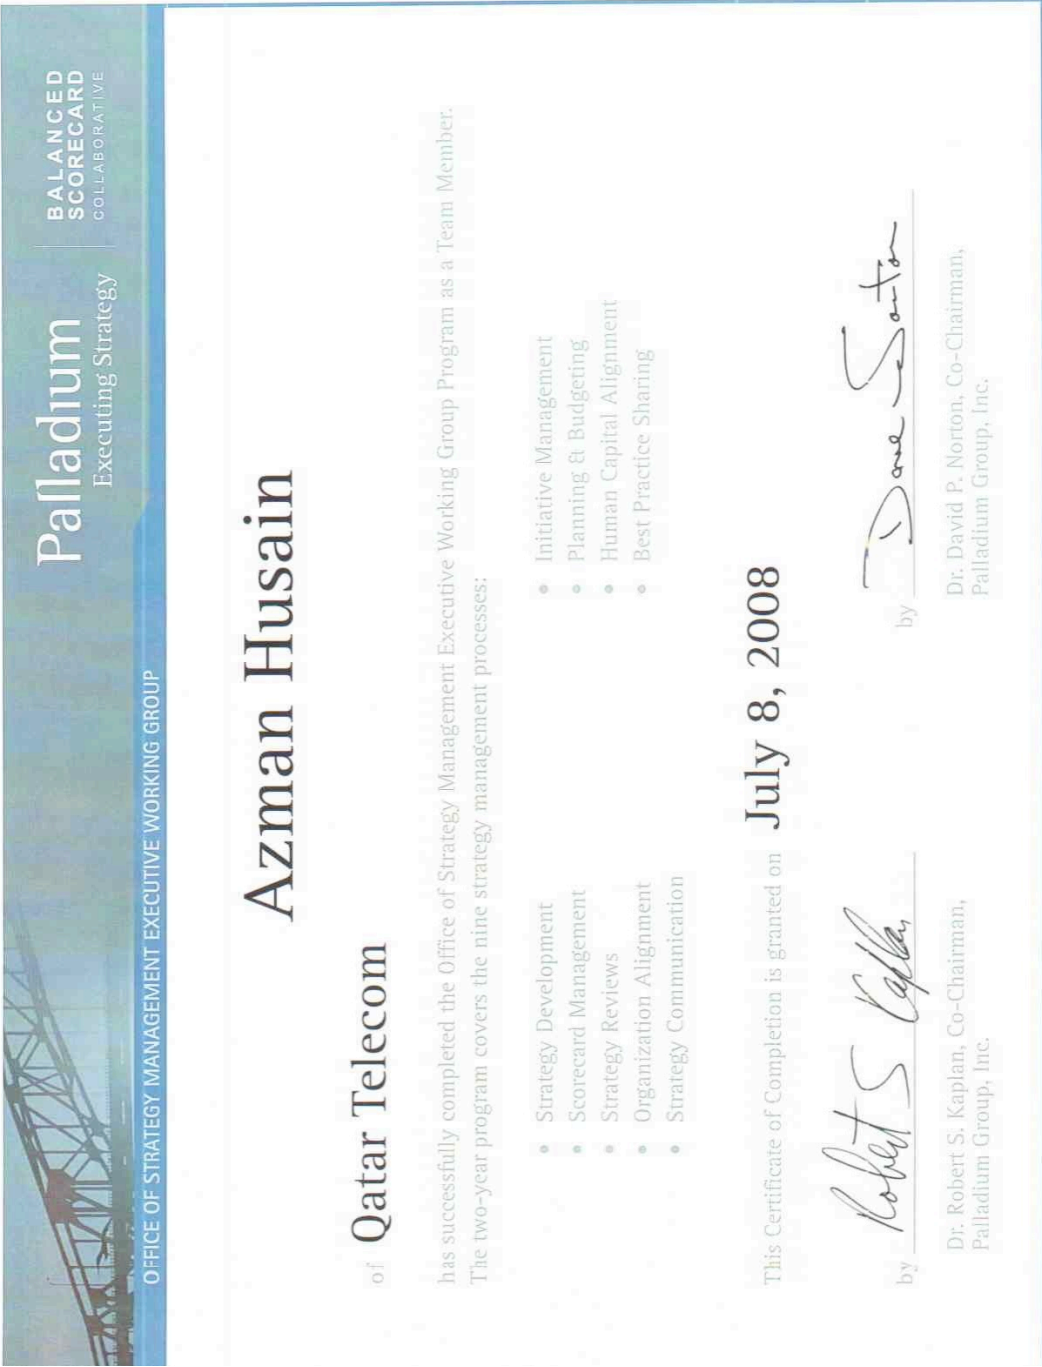 Palladium
Executing Strategy
BALANCED
SCORECARD
COLLABORATIVE
OFFICE OF STRATEGY MANAGEMENT EXECUTIVE WORKING GROUP
Azman Husain
of Qatar Telecom
has successfully completed the Office of Strategy Management Executive Working Group Program as a Team Member.
The two-year program covers the nine strategy management processes:
• Strategy Development
• Scorecard Management
• Strategy Reviews
• Organization Alignment
• Strategy Communication
• Initiative Management
• Planning & Budgeting
• Human Capital Alignment
• Best Practice Sharing
This Certificate of Completion is granted on July 8, 2008
by Robert S Kaplan
Dr. Robert S. Kaplan, Co-Chairman,
Palladium Group, Inc.
by Dave Norton
Dr. David P. Norton, Co-Chairman,
Palladium Group, Inc.